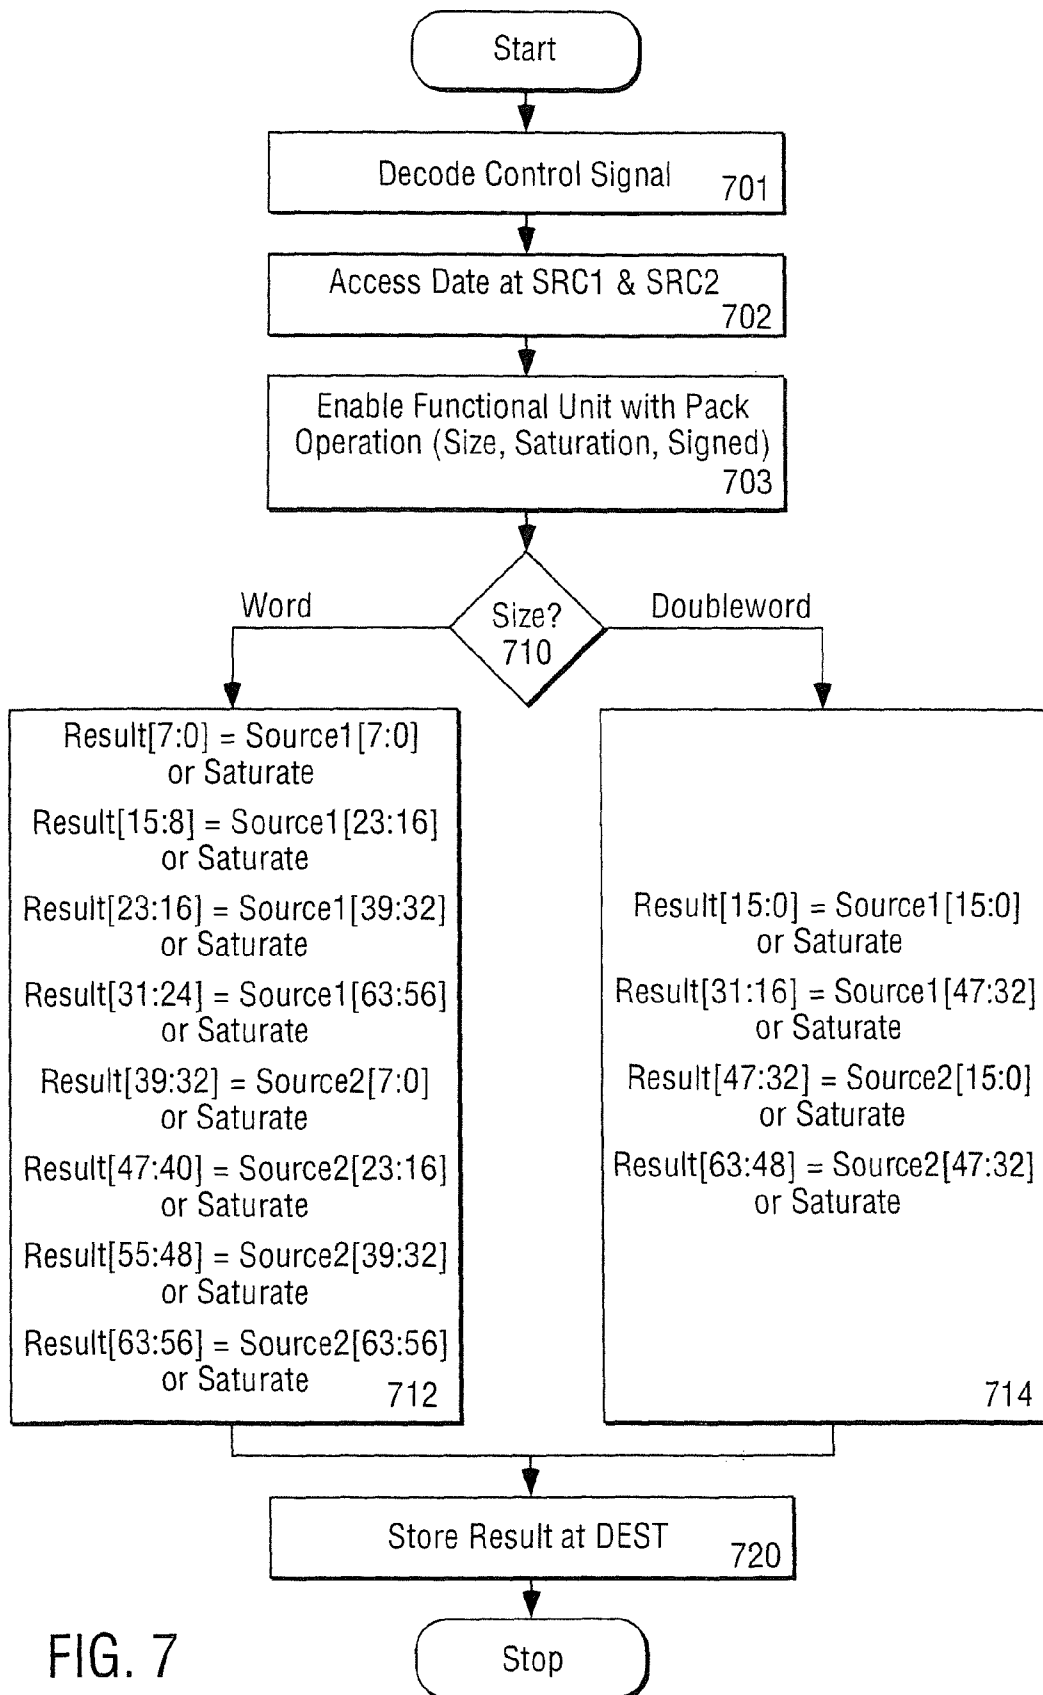 Start
Decode Control Signal
701
Access Date at SRC1 & SRC2
702
Enable Functional Unit with Pack
Operation (Size, Saturation, Signed)
703
Word
Size?
710
Doubleword
Result[7:0] = Source1[7:0]
or Saturate
Result[15:8] = Source1[23:16]
or Saturate
Result[23:16] = Source1[39:32]
or Saturate
Result[31:24] = Source1[63:56]
or Saturate
Result[39:32] = Source2[7:0]
or Saturate
Result[47:40] = Source2[23:16]
or Saturate
Result[55:48] = Source2[39:32]
or Saturate
Result[63:56] = Source2[63:56]
or Saturate
712
Result[15:0] = Source1[15:0]
or Saturate
Result[31:16] = Source1[47:32]
or Saturate
Result[47:32] = Source2[15:0]
or Saturate
Result[63:48] = Source2[47:32]
or Saturate
714
Store Result at DEST
720
Stop
FIG. 7